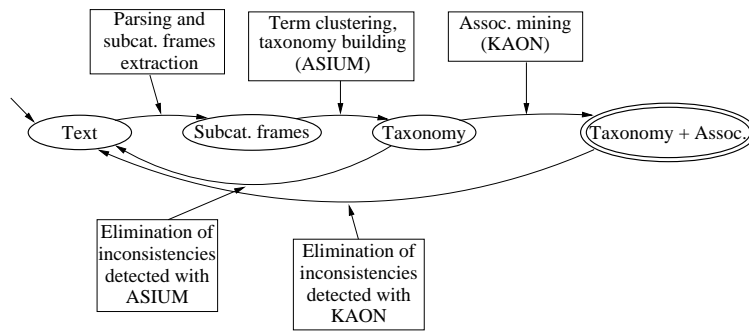 Parsing and
subcat. frames
extraction
Term clustering,
taxonomy building
(ASIUM)
Assoc. mining
(KAON)
Text
Subcat. frames
Taxonomy
Taxonomy + Assoc.
Elimination of
inconsistencies
detected with
ASIUM
Elimination of
inconsistencies
detected with
KAON